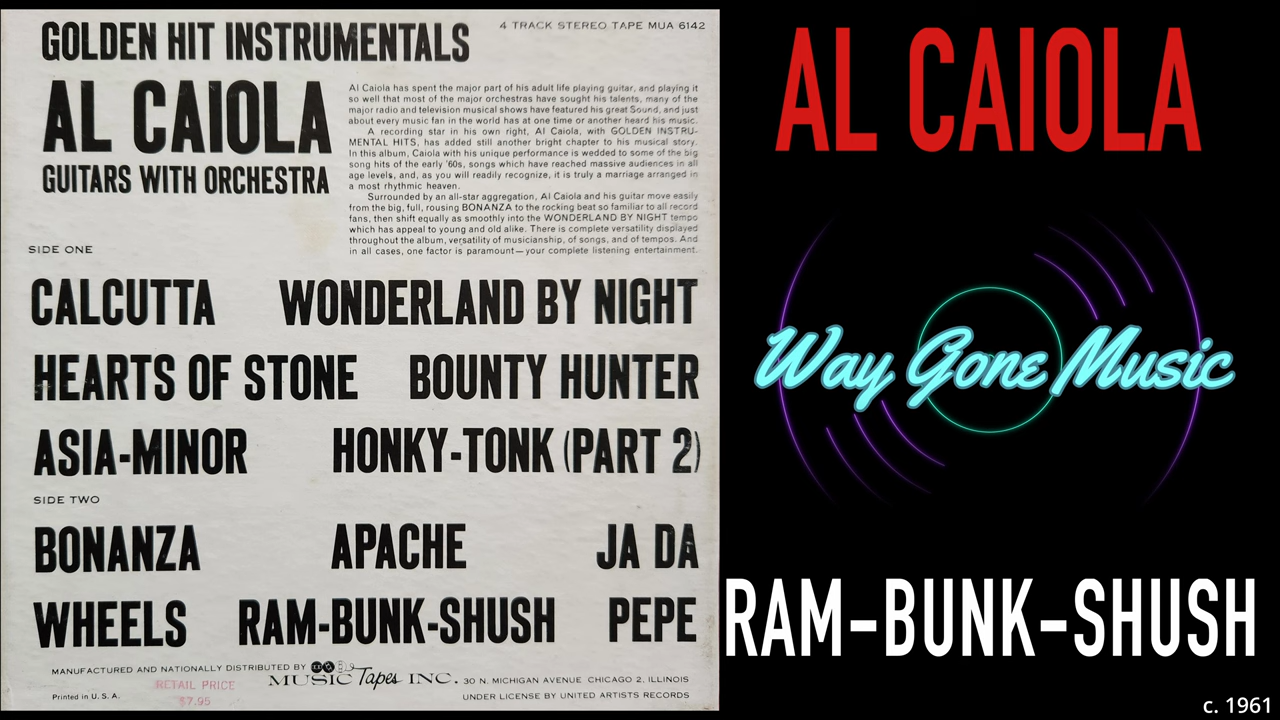 GOLDEN HIT INSTRUMENTALS
4 TRACK STEREO TAPE MUA 6142
AL CAIOLA
GUITARS WITH ORCHESTRA
Al Caiola has spent the major part of his adult life playing guitar, and playing it
so well that most of the major orchestras have sought his talents, many of the
major radio and television musical shows have featured his great Sound, and just
about every music fan in the world has at one time or another heard his music.
A recording star in his own right, Al Caiola, with GOLDEN INSTRU-
MENTAL HITS, has added still another bright chapter to his musical story.
In this album, Caiola with his unique performance is wedded to some of the big
song hits of the early '60s, songs which have reached massive audiences in all
age levels, and, as you will readily recognize, it is truly a marriage arranged in
a most rhythmic heaven.
Surrounded by an all-star aggregation, Al Caiola and his guitar move easily
from the big, full, rousing BONANZA to the rocking beat so familiar to all record
fans, then shift equally as smoothly into the WONDERLAND BY NIGHT tempo
which has appeal to young and old alike. There is complete versatility displayed
throughout the album, versatility of musicianship, of songs, and of tempos. And
in all cases, one factor is paramount—your complete listening entertainment.
SIDE ONE
CALCUTTA WONDERLAND BY NIGHT
HEARTS OF STONE BOUNTY HUNTER
ASIA-MINOR HONKY-TONK (PART 2)
SIDE TWO
BONANZA APACHE JA DA
WHEELS RAM-BUNK-SHUSH PEPE
MANUFACTURED AND NATIONALLY DISTRIBUTED BY
MUSIC Tapes INC. 30 N. MICHIGAN AVENUE CHICAGO 2, ILLINOIS
Printed in U. S. A.
RETAIL PRICE
$7.95
UNDER LICENSE BY UNITED ARTISTS RECORDS
AL CAIOLA
Way Gone Music
RAM-BUNK-SHUSH
c. 1961